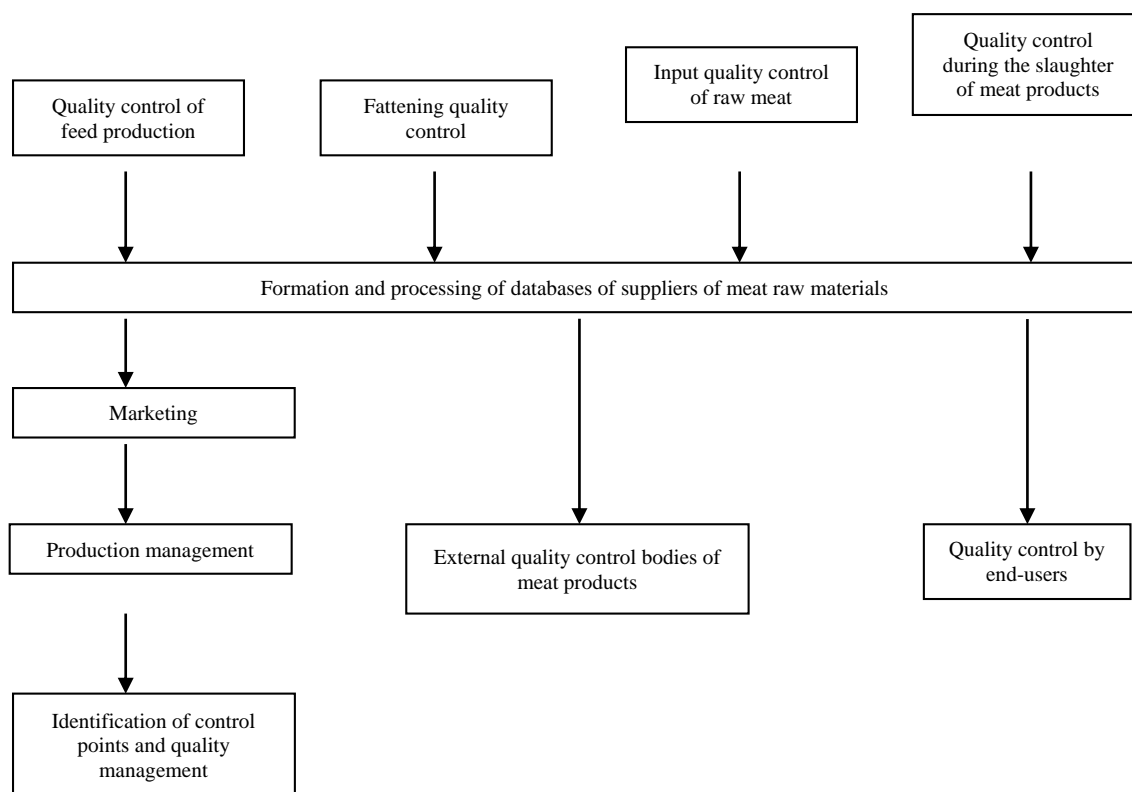 Quality control of
feed production
Fattening quality
control
Input quality control
of raw meat
Quality control
during the slaughter
of meat products
Formation and processing of databases of suppliers of meat raw materials
Marketing
Production management
External quality control bodies of
meat products
Quality control by
end-users
Identification of control
points and quality
management